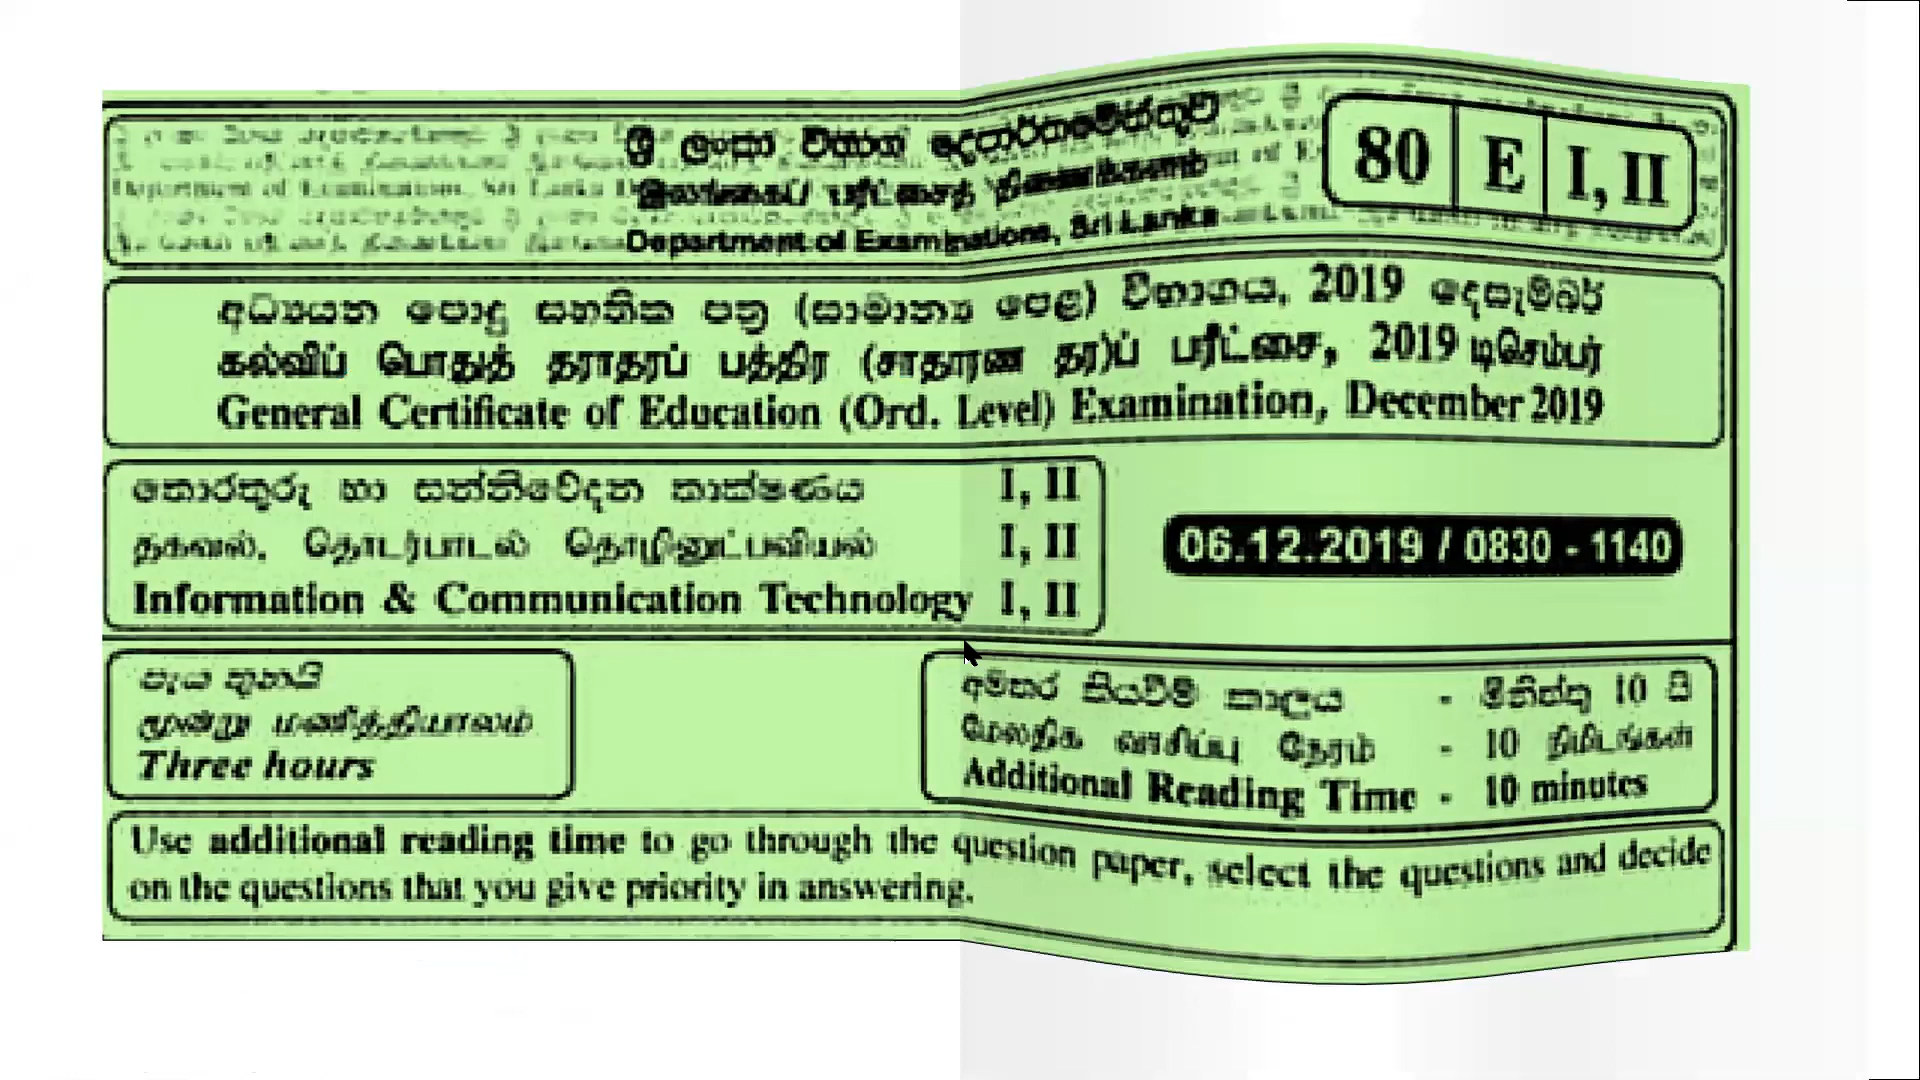 ශ්‍රී ලංකා විභාග දෙපාර්තමේන්තුව
இலங்கைப் பரீட்சைத் திணைக்களம்
Department of Examinations, Sri Lanka
80 E I, II
අධ්‍යයන පොදු සහතික පත්‍ර (සාමාන්‍ය පෙළ) විභාගය, 2019 දෙසැම්බර්
கல்விப் பொதுத் தராதரப் பத்திர (சாதாரண தர)ப் பரீட்சை, 2019 டிசெம்பர்
General Certificate of Education (Ord. Level) Examination, December 2019
තොරතුරු හා සන්නිවේදන තාක්ෂණය I, II
தகவல், தொடர்பாடல் தொழினுட்பவியல் I, II
Information & Communication Technology I, II
06.12.2019 / 0830 - 1140
පැය තුනයි
மூன்று மணித்தியாலம்
Three hours
අමතර කියවීම් කාලය - මිනිත්තු 10 යි
மேலதிக வாசிப்பு நேரம் - 10 நிமிடங்கள்
Additional Reading Time - 10 minutes
Use additional reading time to go through the question paper, select the questions and decide
on the questions that you give priority in answering.